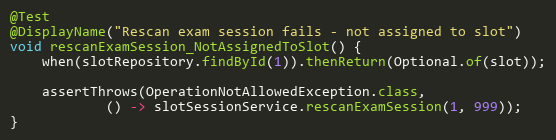 @Test
@DisplayName("Rescan exam session fails - not assigned to slot")
void rescanExamSession_NotAssignedToSlot() {
    when(slotRepository.findById(1)).thenReturn(Optional.of(slot));

    assertThrows(OperationNotAllowedException.class,
            () -> slotSessionService.rescanExamSession(1, 999));
}